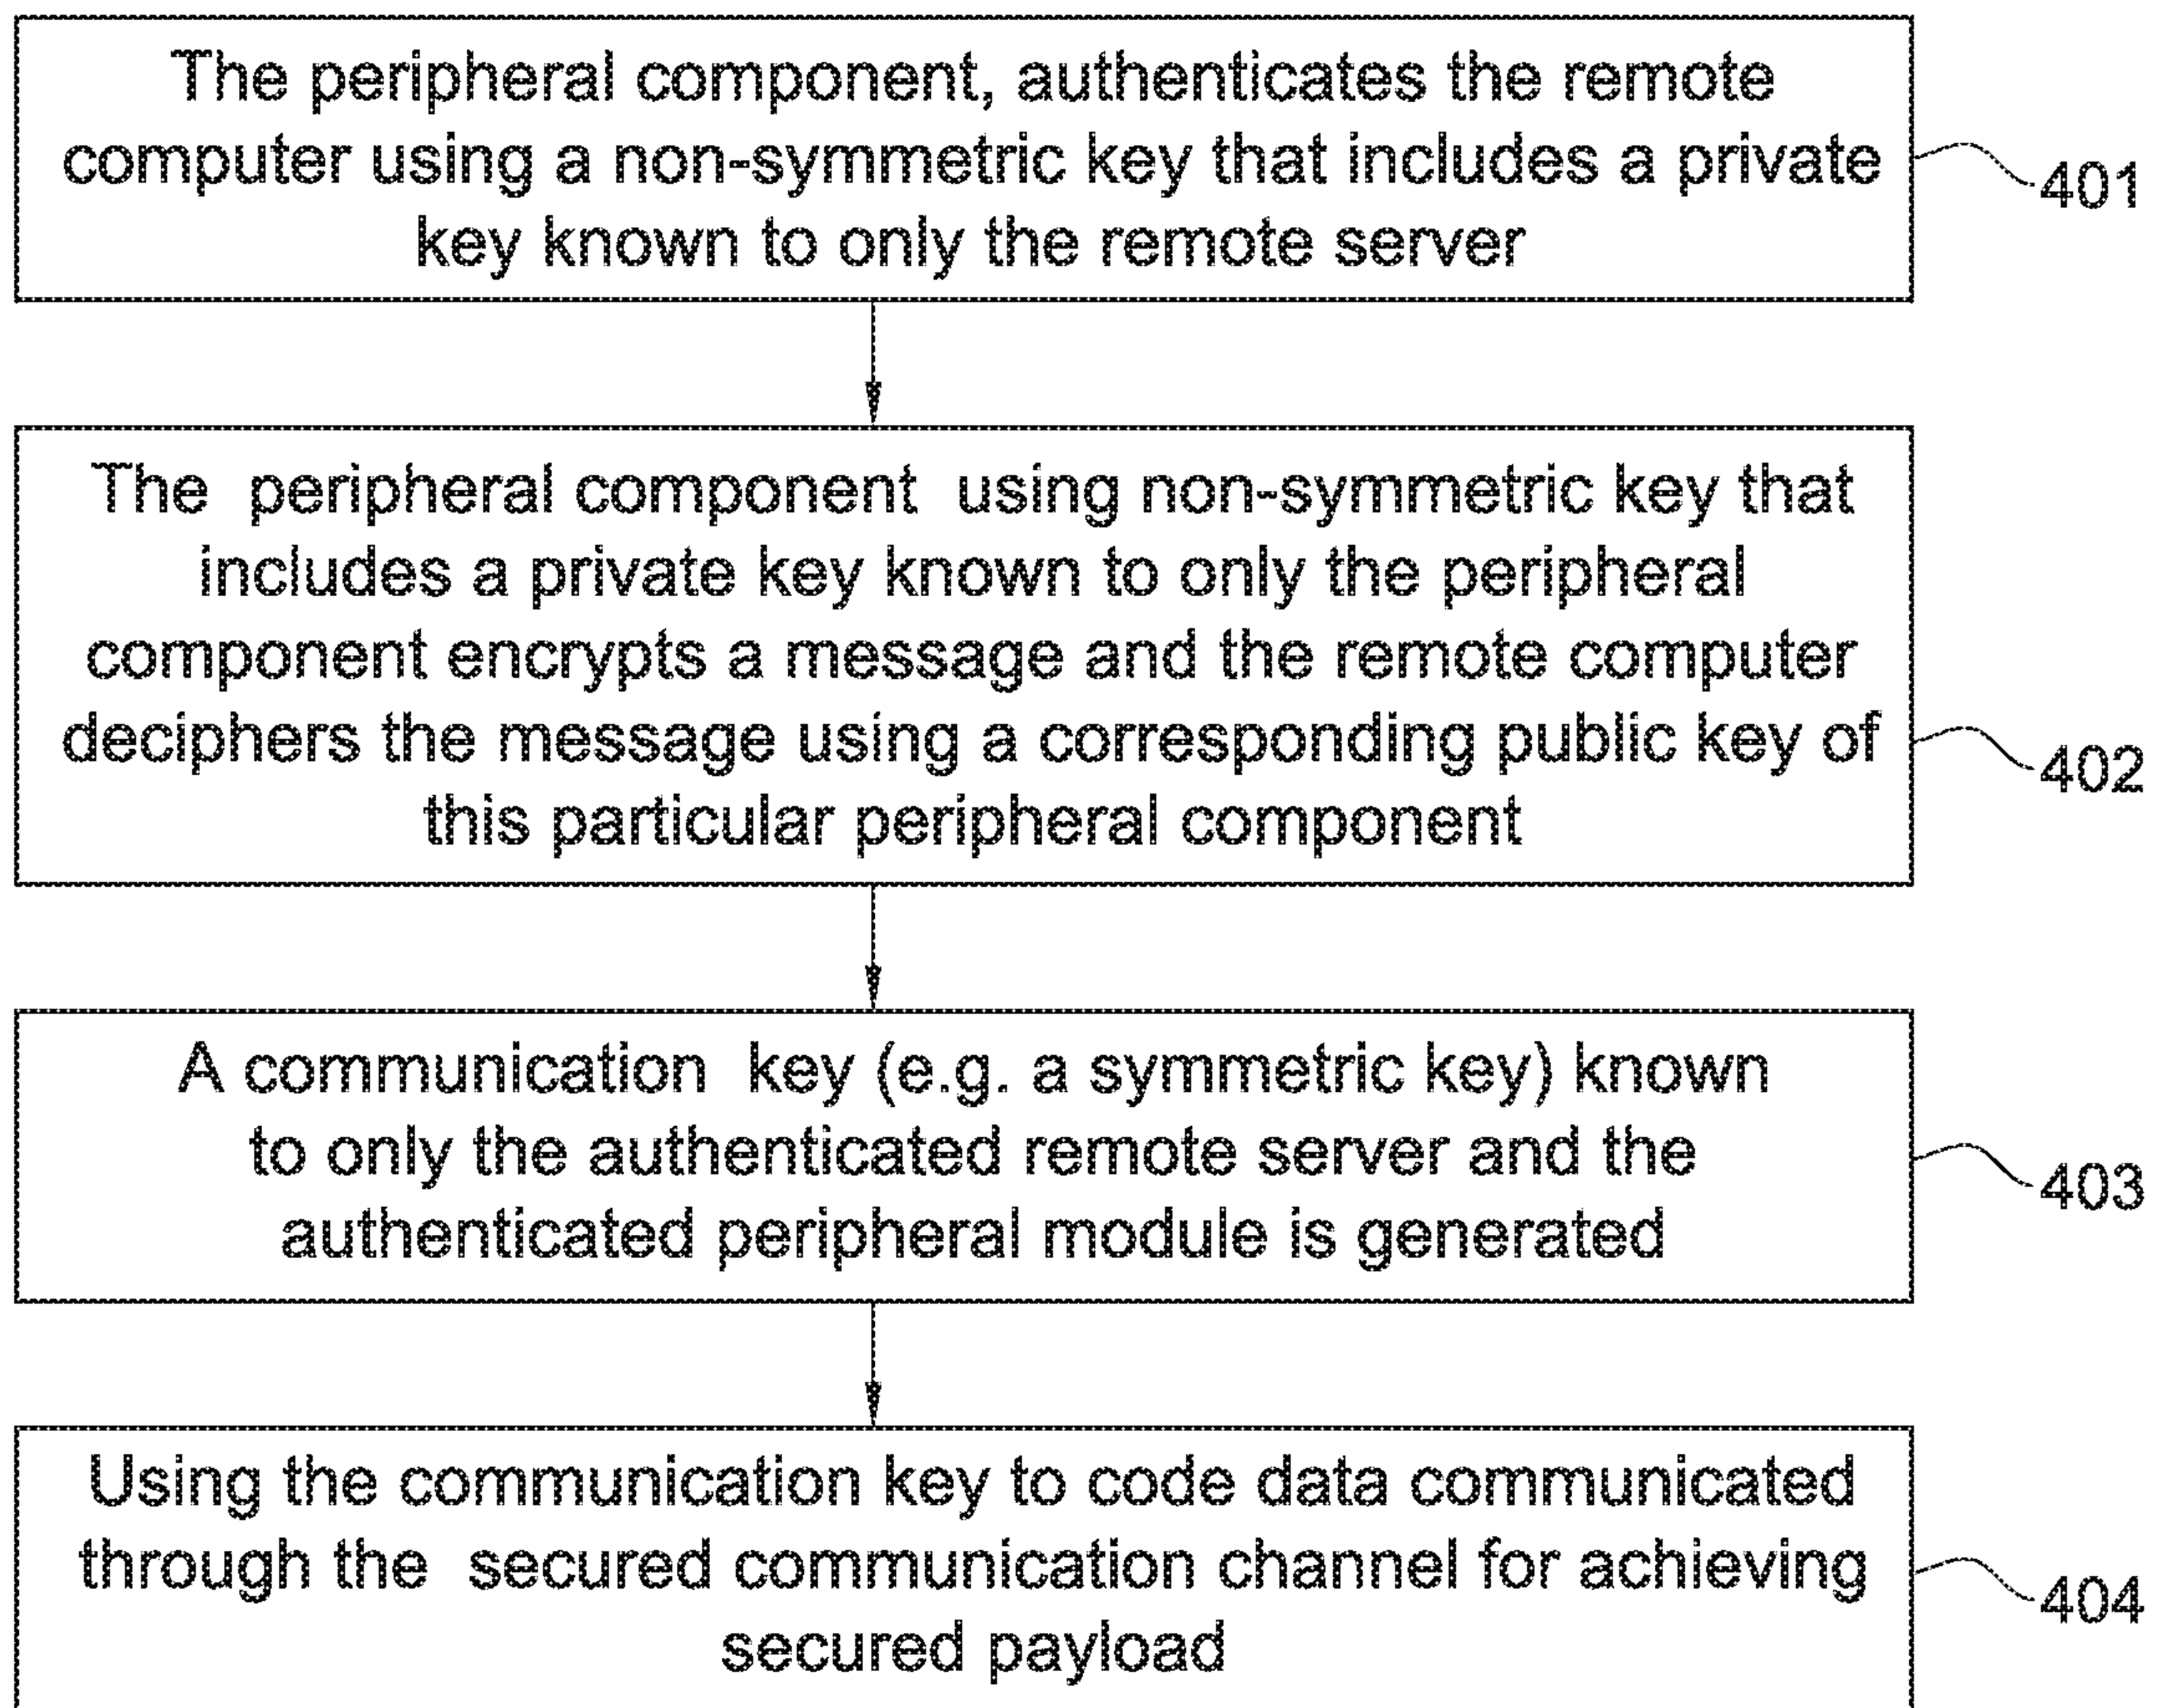 The peripheral component, authenticates the remote
computer using a non-symmetric key that includes a private
key known to only the remote server
401
The peripheral component using non-symmetric key that
includes a private key known to only the peripheral
component encrypts a message and the remote computer
deciphers the message using a corresponding public key of
this particular peripheral component
402
A communication key (e.g. a symmetric key) known
to only the authenticated remote server and the
authenticated peripheral module is generated
403
Using the communication key to code data communicated
through the secured communication channel for achieving
secured payload
404